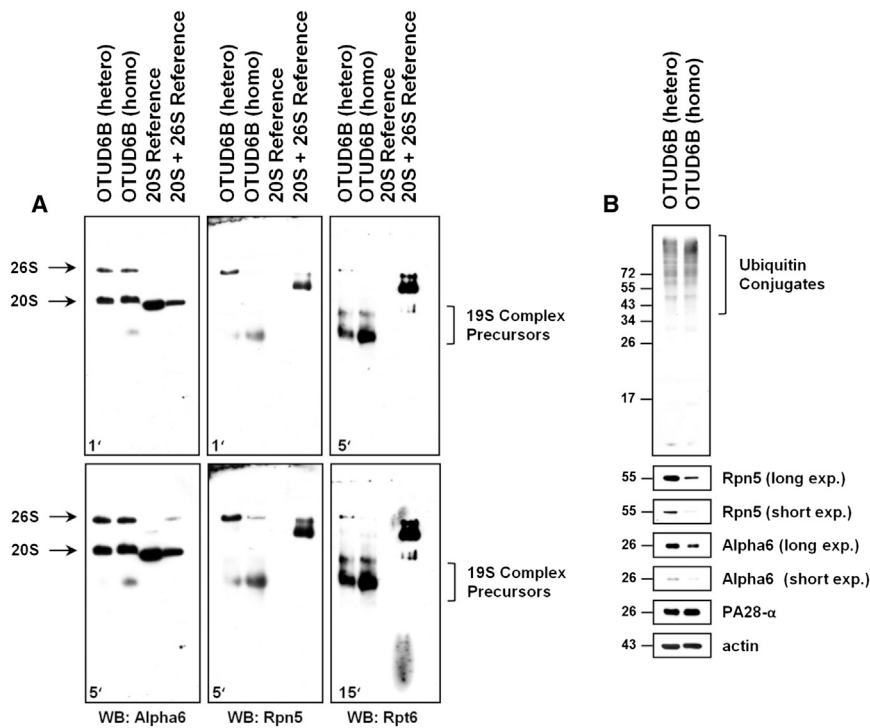 A
OTUD6B (hetero)
OTUD6B (homo)
20S Reference
20S + 26S Reference
OTUD6B (hetero)
OTUD6B (homo)
20S Reference
20S + 26S Reference
OTUD6B (hetero)
OTUD6B (homo)
20S Reference
20S + 26S Reference
26S
20S
19S Complex
Precursors
1‘
1‘
5‘
26S
20S
19S Complex
Precursors
5‘
5‘
15‘
WB: Alpha6
WB: Rpn5
WB: Rpt6
B
OTUD6B (hetero)
OTUD6B (homo)
72
55
43
34
26
17
Ubiquitin
Conjugates
55 Rpn5 (long exp.)
55 Rpn5 (short exp.)
26 Alpha6 (long exp.)
26 Alpha6 (short exp.)
26 PA28-α
43 actin